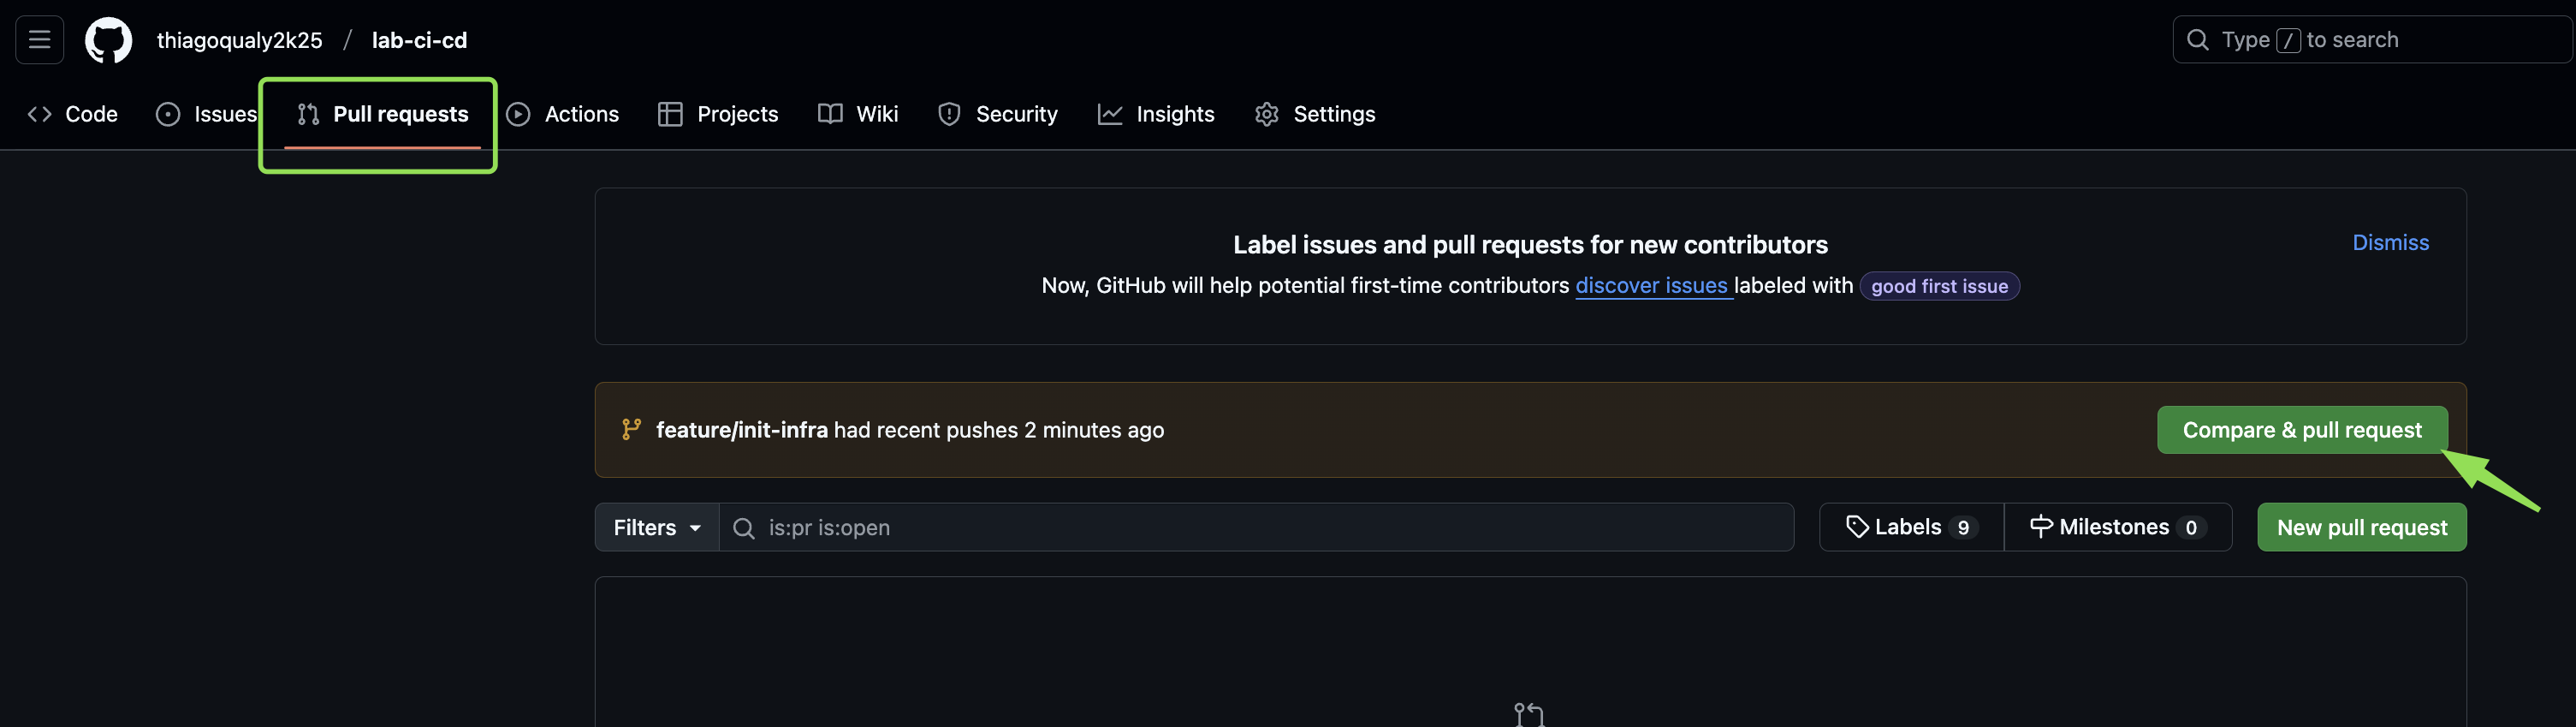 thiagoqualy2k25 / lab-ci-cd
Type / to search
Code Issues Pull requests Actions Projects Wiki Security Insights Settings
Label issues and pull requests for new contributors
Dismiss
Now, GitHub will help potential first-time contributors discover issues labeled with good first issue
feature/init-infra had recent pushes 2 minutes ago
Compare & pull request
Filters is:pr is:open Labels 9 Milestones 0 New pull request